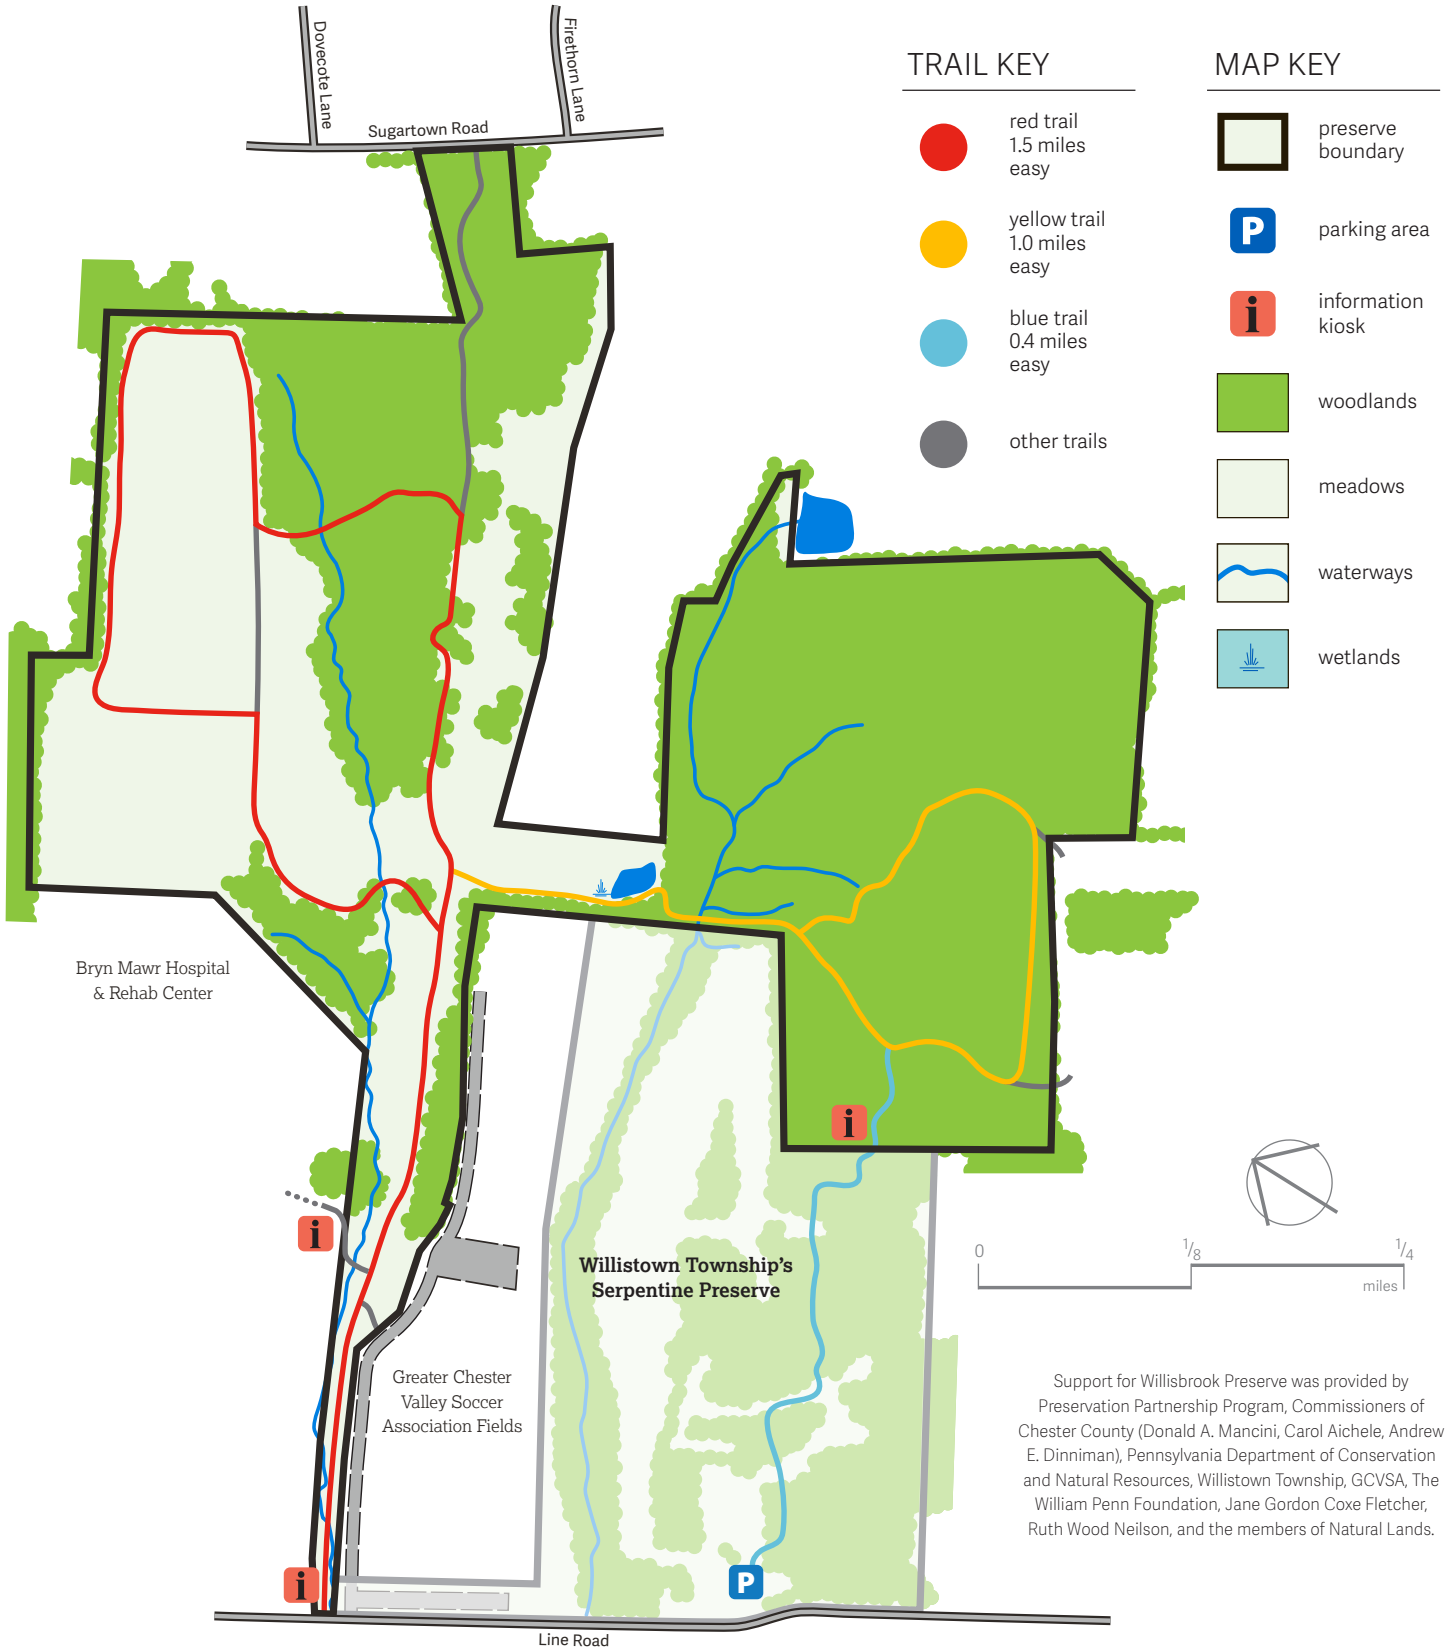 Dovecote Lane
Firethorn Lane
Sugartown Road
TRAIL KEY
red trail
1.5 miles
easy
yellow trail
1.0 miles
easy
blue trail
0.4 miles
easy
other trails
MAP KEY
preserve
boundary
P
parking area
i
information
kiosk
woodlands
meadows
waterways
wetlands
Bryn Mawr Hospital
& Rehab Center
i
i
Willistown Township's
Serpentine Preserve
0
1/8
1/4
miles
Greater Chester
Valley Soccer
Association Fields
Support for Willisbrook Preserve was provided by
Preservation Partnership Program, Commissioners of
Chester County (Donald A. Mancini, Carol Aichele, Andrew
E. Dinniman), Pennsylvania Department of Conservation
and Natural Resources, Willistown Township, GCVSA, The
William Penn Foundation, Jane Gordon Coxe Fletcher,
Ruth Wood Neilson, and the members of Natural Lands.
i
P
Line Road